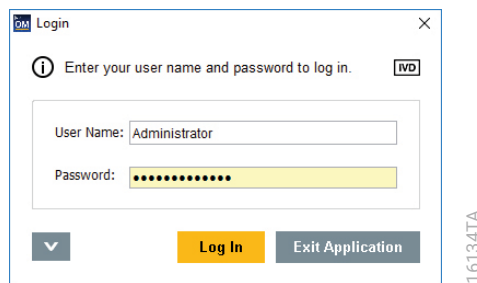 OM Login
Enter your user name and password to log in. IVD
User Name: Administrator
Password: •••••••••••••
Log In Exit Application
16134TA